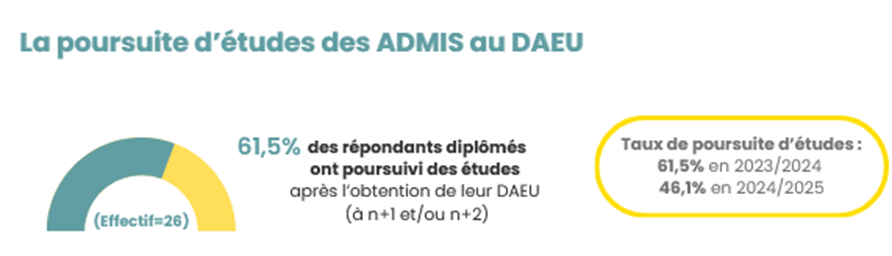 La poursuite d'études des ADMIS au DAEU
(Effectif=26)
61,5% des répondants diplômés
ont poursuivi des études
après l'obtention de leur DAEU
(à n+1 et/ou n+2)
Taux de poursuite d'études :
61,5% en 2023/2024
46,1% en 2024/2025